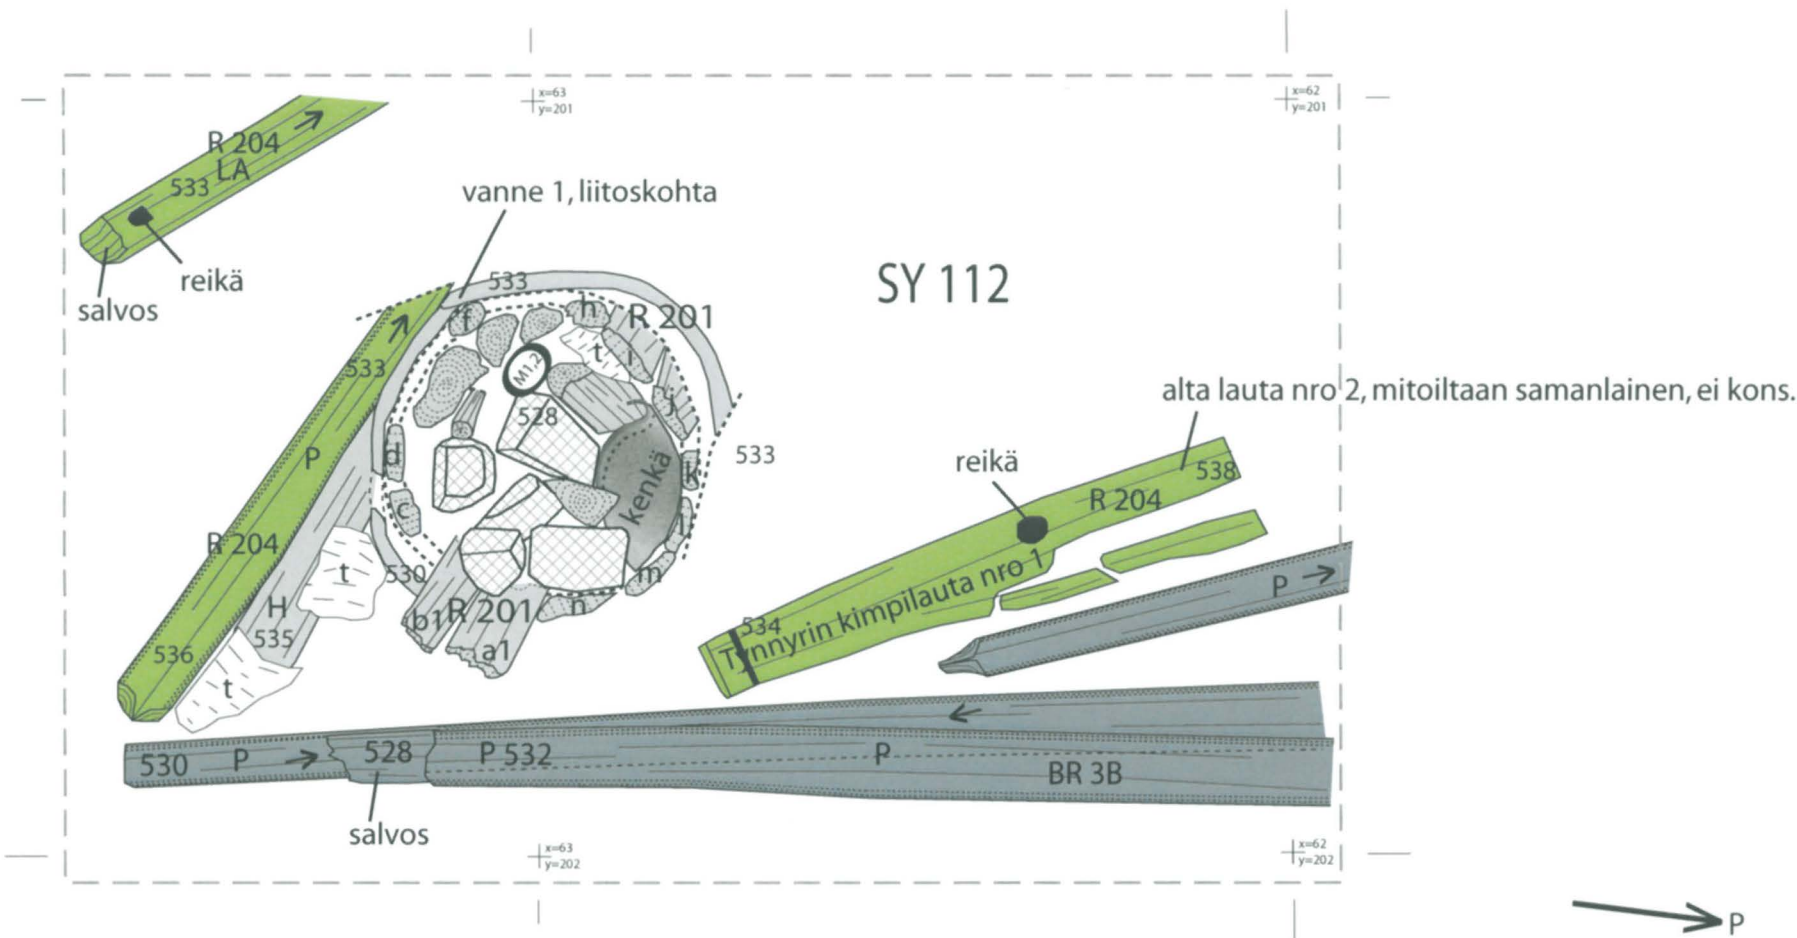 x=63
y=201
x=62
y=201
R 204
LA
533
reikä
salvos
vanne 1, liitoskohta
SY 112
533
f
h
R 201
t
i
M1,2
528
j
533
P
d
c
kenkä
k
l
533
m
n
R 204
t
530
H
535
536
t
b1
R 201
a1
alta lauta nro 2, mitoiltaan samanlainen, ei kons.
reikä
538
R 204
534
Tynnyrin kimpilauta nro 1
P
530
P
528
P 532
P
BR 3B
salvos
x=63
y=202
x=62
y=202
P